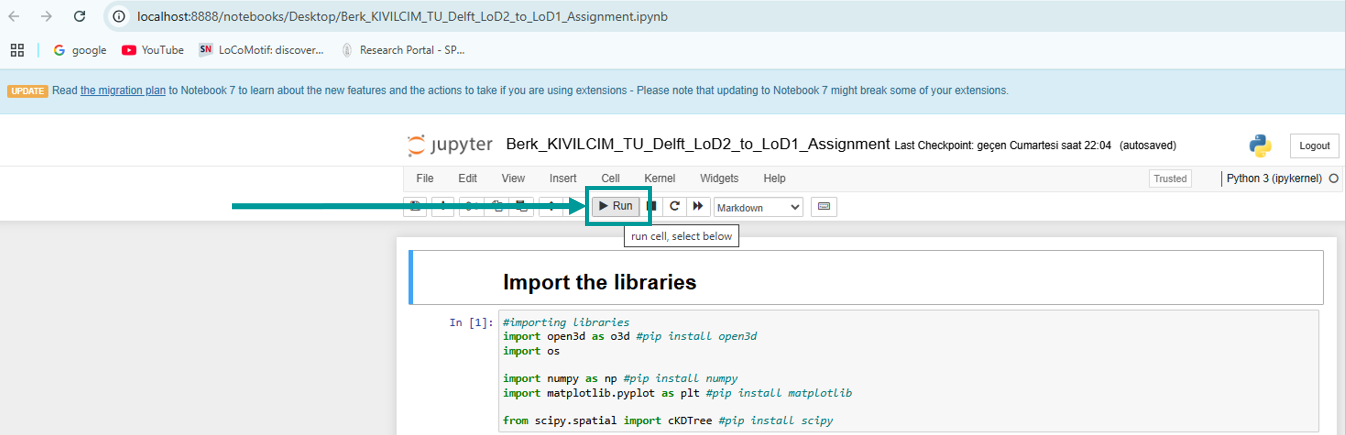 localhost:8888/notebooks/Desktop/Berk_KIVILCIM_TU_Delft_LoD2_to_LoD1_Assignment.ipynb
google YouTube SN LoCoMotif: discover... Research Portal - SP...
UPDATE Read the migration plan to Notebook 7 to learn about the new features and the actions to take if you are using extensions - Please note that updating to Notebook 7 might break some of your extensions.
jupyter Berk_KIVILCIM_TU_Delft_LoD2_to_LoD1_Assignment Last Checkpoint: geçen Cumartesi saat 22:04 (autosaved) Logout
File Edit View Insert Cell Kernel Widgets Help Trusted Python 3 (ipykernel)
Run Markdown
run cell, select below
Import the libraries
In [1]: #importing libraries
import open3d as o3d #pip install open3d
import os
import numpy as np #pip install numpy
import matplotlib.pyplot as plt #pip install matplotlib
from scipy.spatial import cKDTree #pip install scipy